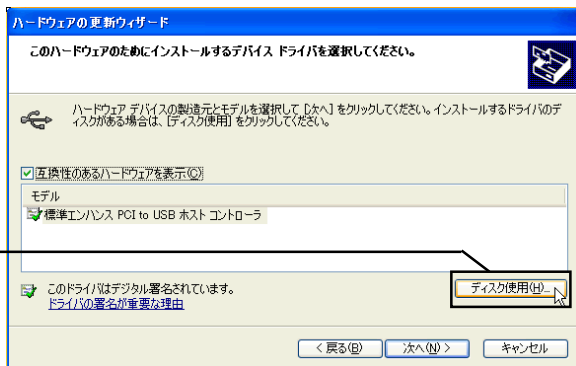 ハードウェアの更新ウィザード
このハードウェアのためにインストールするデバイス ドライバを選択してください。
ハードウェア デバイスの製造元とモデルを選択して [次へ] をクリックしてください。インストールするドライバのデ
ィスクがある場合は、[ディスク使用] をクリックしてください。
互換性のあるハードウェアを表示(C)
モデル
標準エンハンス PCI to USB ホスト コントローラ
このドライバはデジタル署名されています。
ディスク使用(H)...
ドライバの署名が重要な理由
< 戻る(B)
次へ(N) >
キャンセル